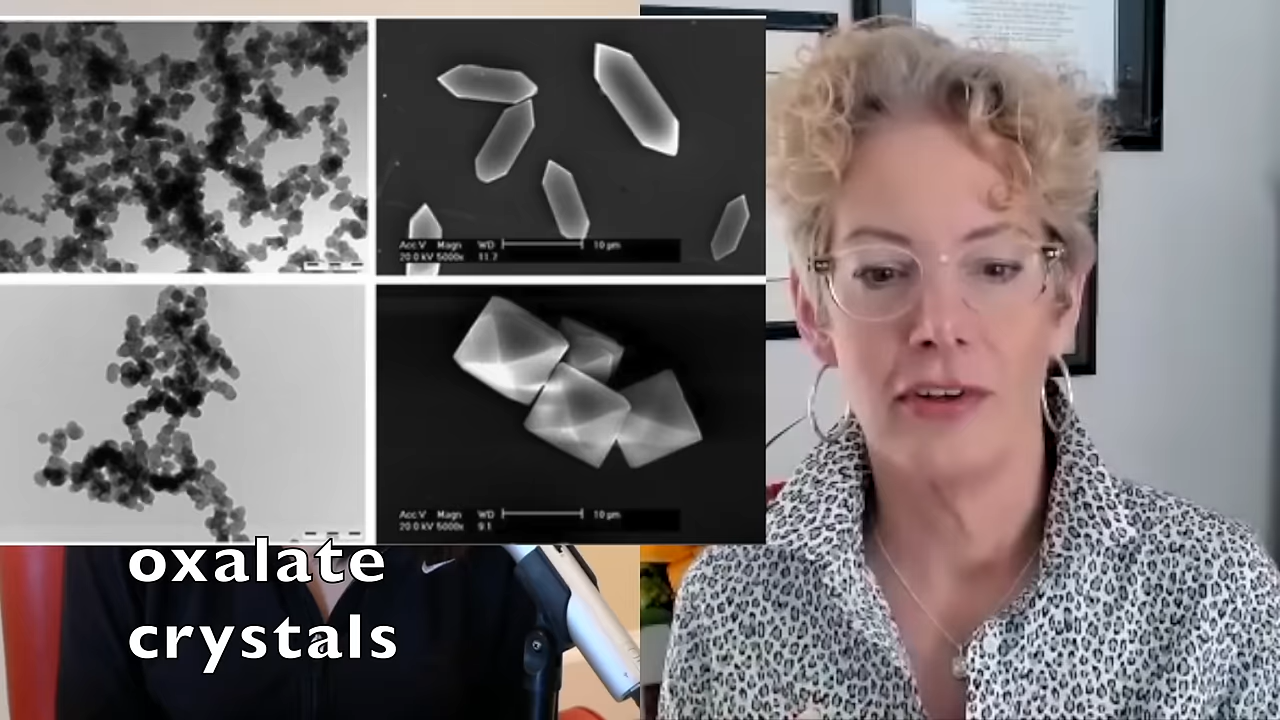 Acc.V Magn WD 10 µm
20.0 kV 5000x 11.7
Acc.V Magn WD 10 µm
20.0 kV 5000x 9.1
oxalate
crystals